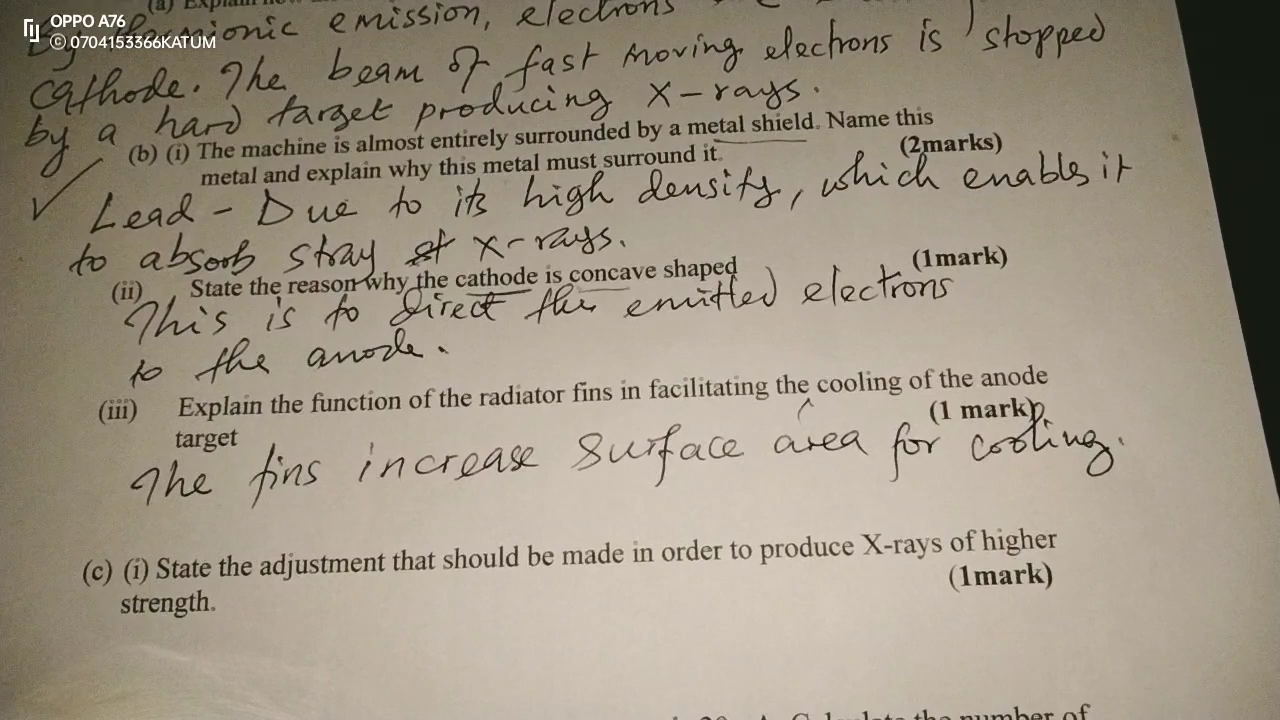 (a) Explain how
By thermionic emission, electrons
OPPO A76
© 0704153366KATUM
cathode. The beam of fast moving electrons is stopped
by a hard target producing X-rays.
(b) (i) The machine is almost entirely surrounded by a metal shield. Name this
metal and explain why this metal must surround it. (2marks)
Lead - Due to its high density, which enables it
to absorb stray X-rays.
(ii) State the reason why the cathode is concave shaped (1mark)
This is to direct the emitted electrons
to the anode.
(iii) Explain the function of the radiator fins in facilitating the cooling of the anode
target (1 mark)
The fins increase surface area for cooling.
(c) (i) State the adjustment that should be made in order to produce X-rays of higher
strength. (1mark)
Calculate the number of